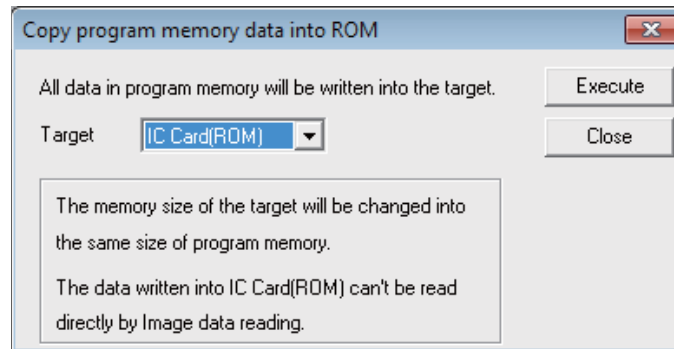 Copy program memory data into ROM
All data in program memory will be written into the target.
Execute
Target
IC Card(ROM)
Close
The memory size of the target will be changed into
the same size of program memory.
The data written into IC Card(ROM) can't be read
directly by Image data reading.